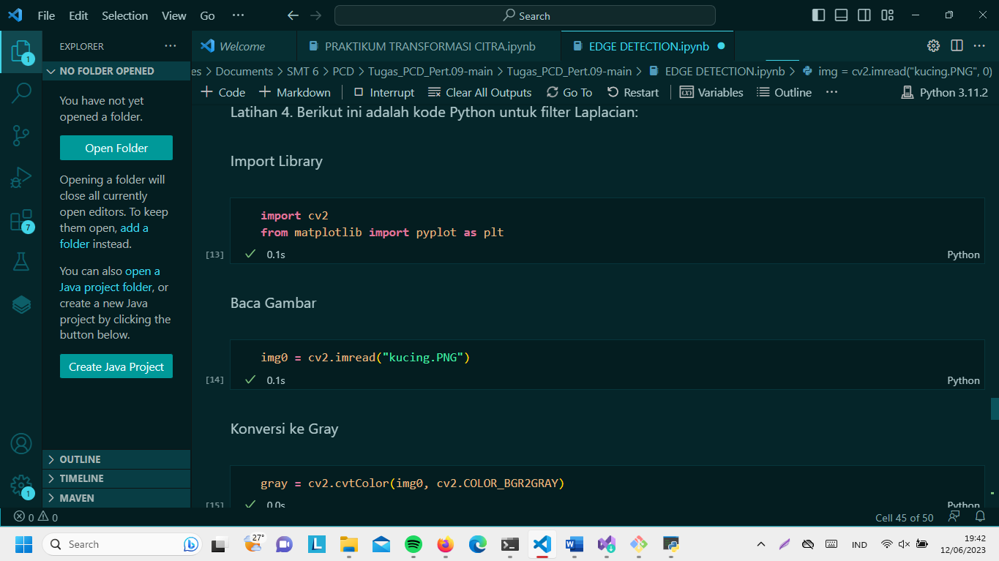 File Edit Selection View Go ··· Search
EXPLORER ···
NO FOLDER OPENED
You have not yet
opened a folder.
Open Folder
Opening a folder will
close all currently
open editors. To keep
them open, add a
folder instead.
You can also open a
Java project folder, or
create a new Java
project by clicking the
button below.
Create Java Project
OUTLINE
TIMELINE
MAVEN
1
7
1
Welcome PRAKTIKUM TRANSFORMASI CITRA.ipynb EDGE DETECTION.ipynb
es > Documents > SMT 6 > PCD > Tugas_PCD_Pert.09-main > Tugas_PCD_Pert.09-main > EDGE DETECTION.ipynb > img = cv2.imread("kucing.PNG", 0)
+ Code + Markdown Interrupt Clear All Outputs Go To Restart Variables Outline ··· Python 3.11.2
Latihan 4. Berikut ini adalah kode Python untuk filter Laplacian:
Import Library
import cv2
from matplotlib import pyplot as plt
[13] 0.1s Python
Baca Gambar
img0 = cv2.imread("kucing.PNG")
[14] 0.1s Python
Konversi ke Gray
gray = cv2.cvtColor(img0, cv2.COLOR_BGR2GRAY)
[15] 0.0s Python
0 0 Cell 45 of 50
Search 27° L IND 19:42
12/06/2023